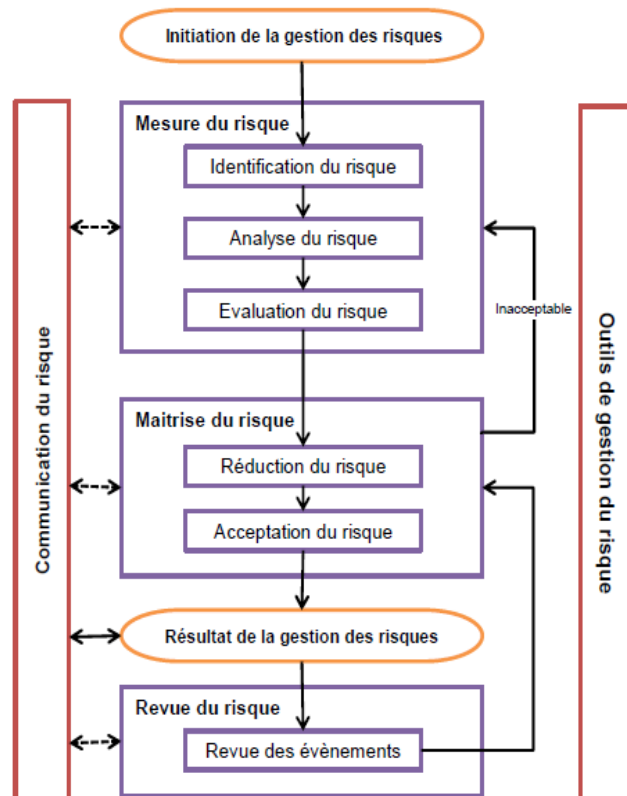 Initiation de la gestion des risques
Mesure du risque
Identification du risque
Analyse du risque
Evaluation du risque
Inacceptable
Communication du risque
Outils de gestion du risque
Maitrise du risque
Réduction du risque
Acceptation du risque
Résultat de la gestion des risques
Revue du risque
Revue des évènements